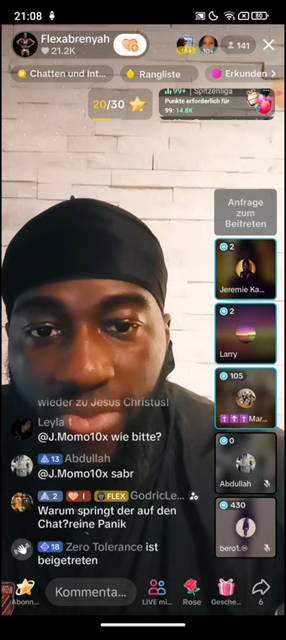 21:08
80
Flexabrenyah
21.2K
10+
141
Chatten und Int...
Rangliste
Erkunden
20/30
99+ | Spitzenliga
Punkte erforderlich für
99: 14.8K
Anfrage
zum
Beitreten
2
Jeremie Ka...
2
Larry
105
Mar...
0
Abdullah
430
bero1.
wieder zu Jesus Christus!
Leyla
@J.Momo10x wie bitte?
13 Abdullah
@J.Momo10x sabr
2 1 FLEX GodricLe...
Warum springt der auf den
Chat?reine Panik
18 Zero Tolerance ist
beigetreten
Abonn...
Kommenta...
LIVE mi...
Rose
Gesche...
6